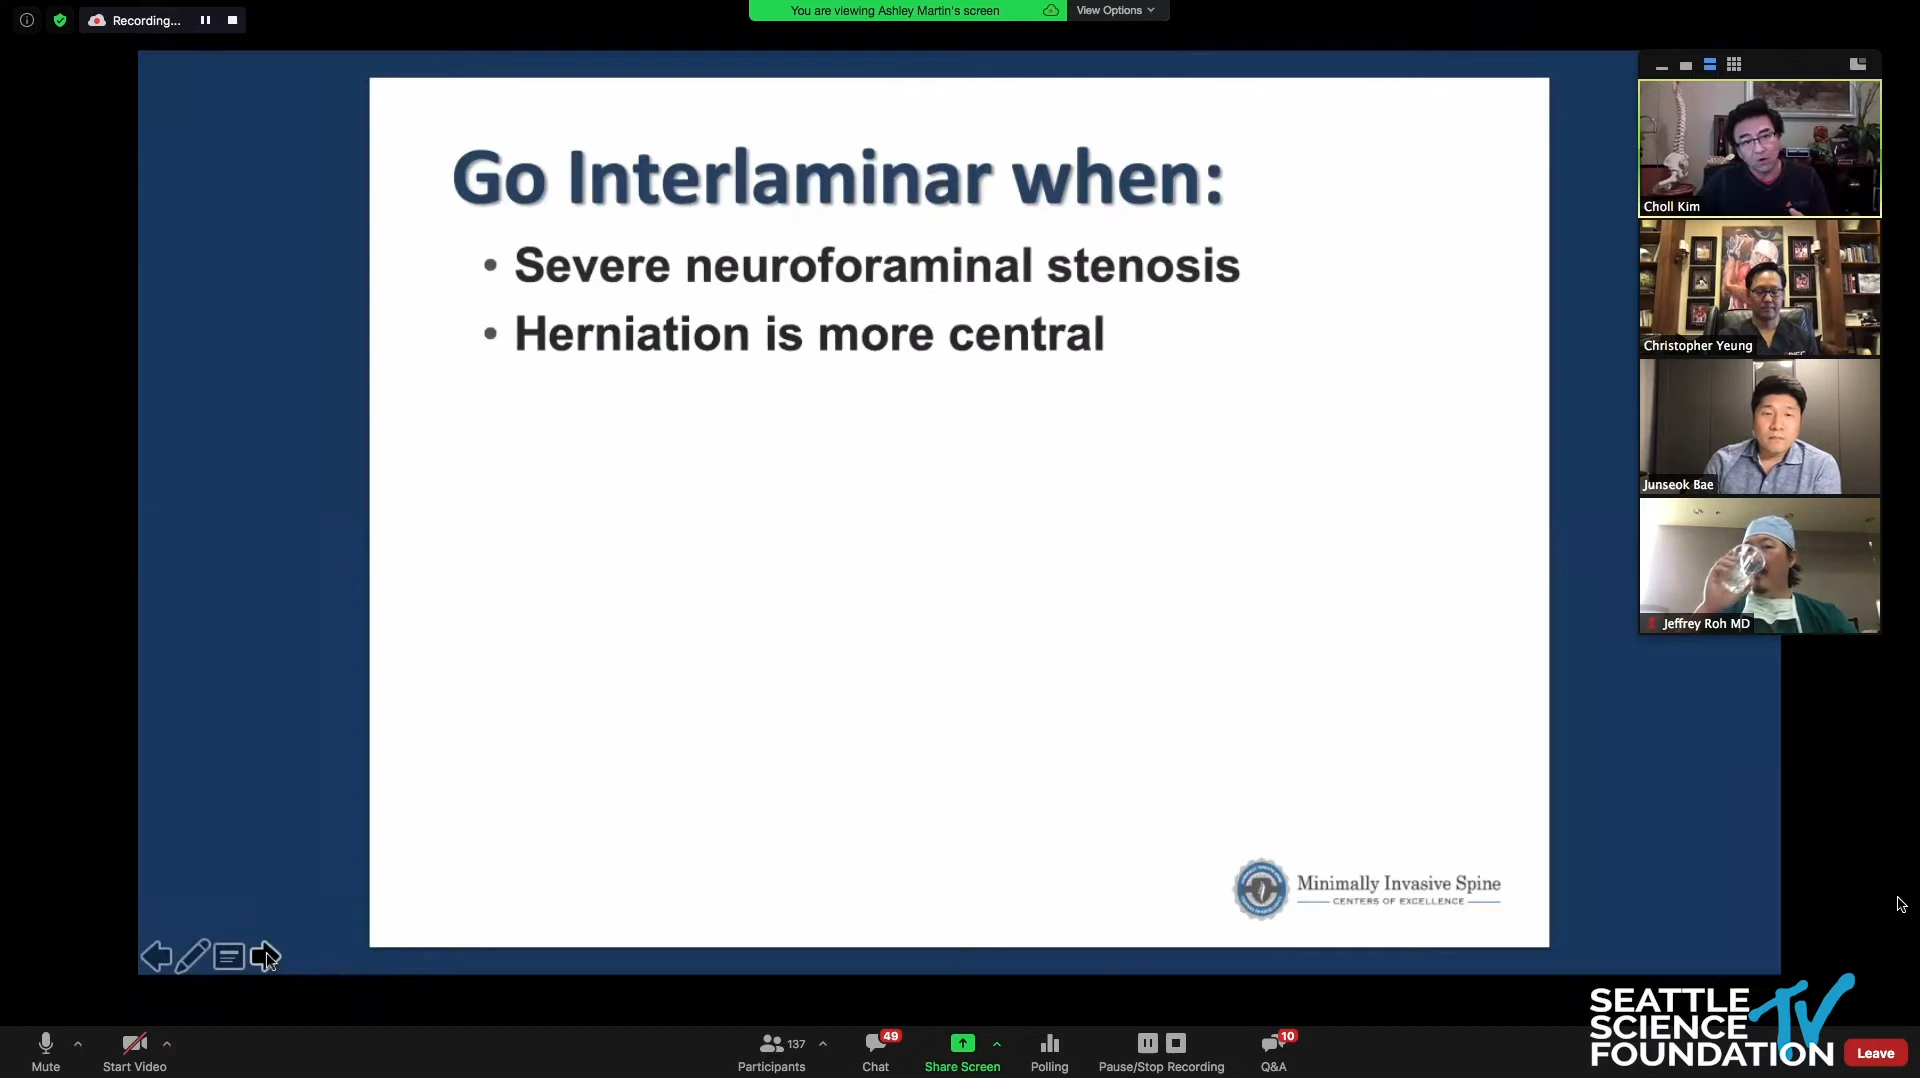 Recording...
You are viewing Ashley Martin's screen
View Options
Go Interlaminar when:
• Severe neuroforaminal stenosis
• Herniation is more central
Minimally Invasive Spine
CENTERS OF EXCELLENCE
Choll Kim
Christopher Yeung
Junseok Bae
Jeffrey Roh MD
SEATTLE
SCIENCE
FOUNDATION
TV
Mute
Start Video
137
Participants
49
Chat
Share Screen
Polling
Pause/Stop Recording
10
Q&A
Leave